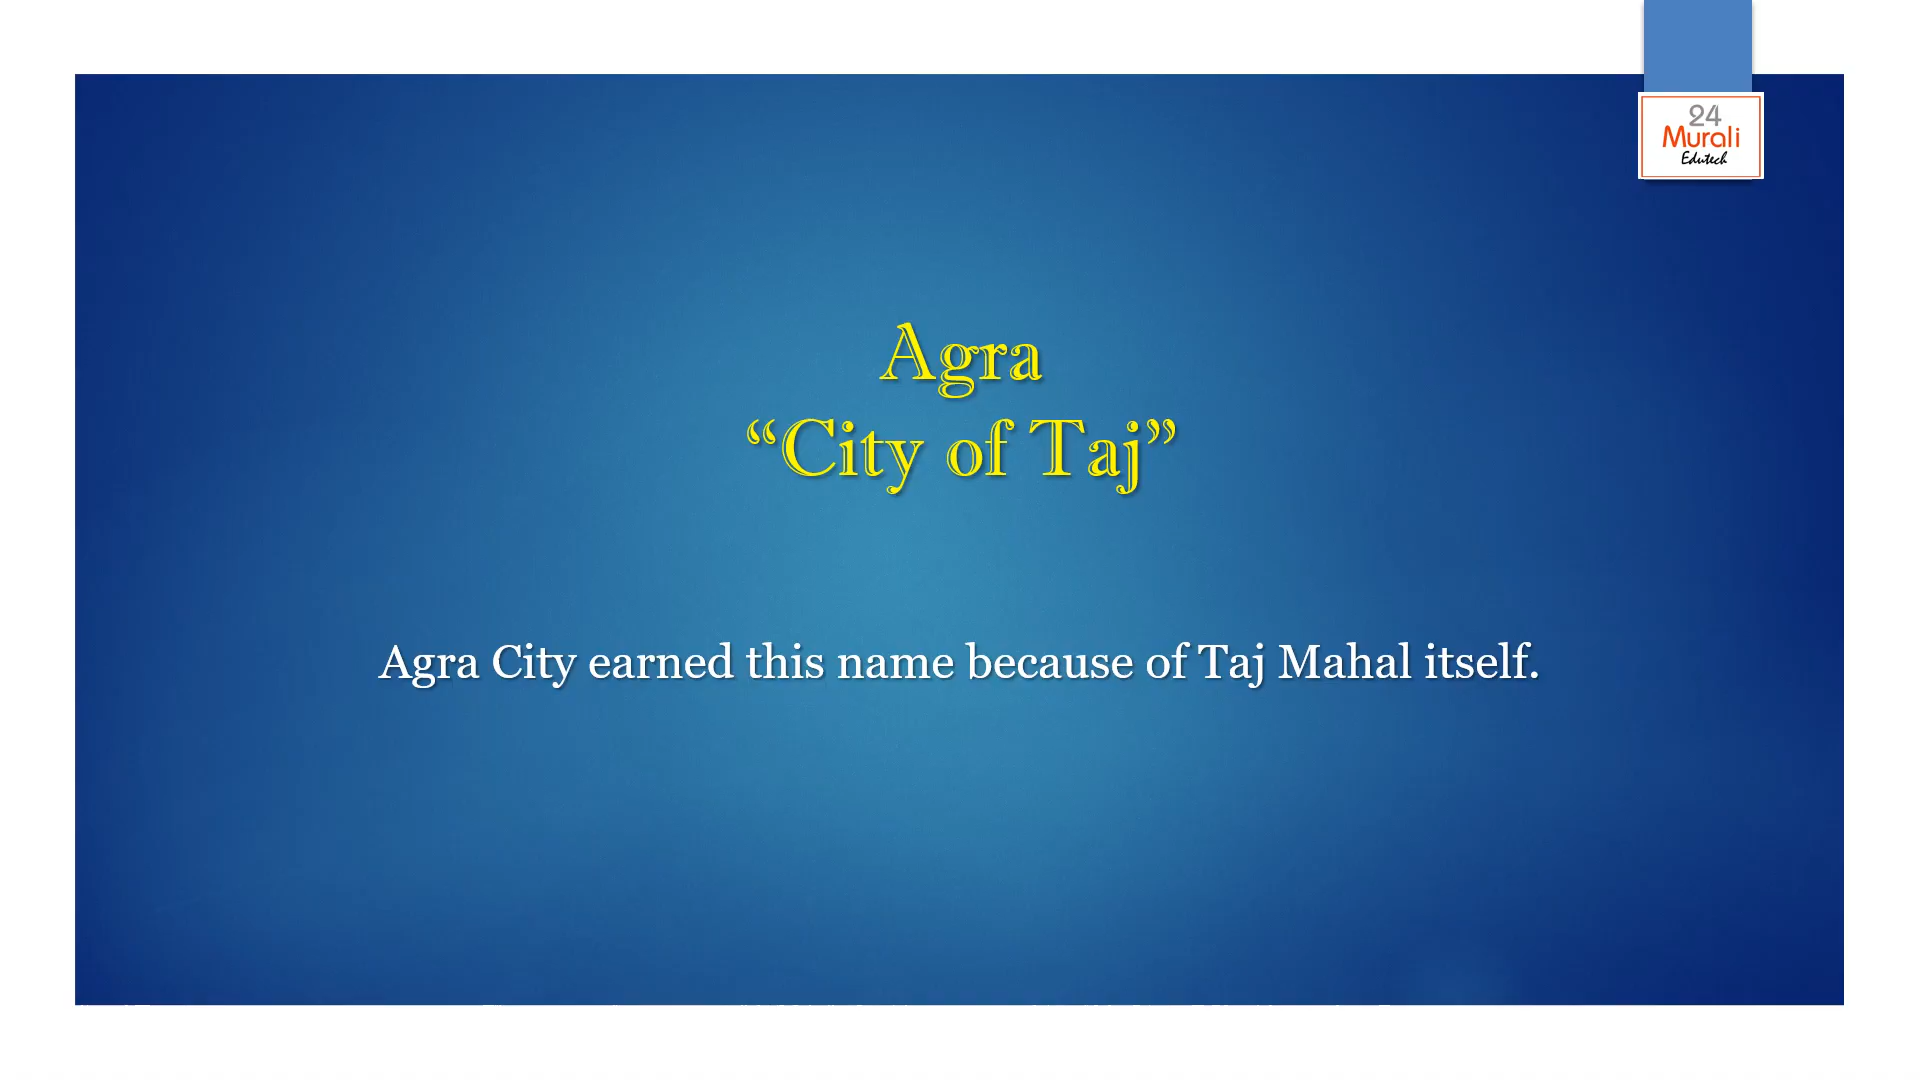 24
Murali
Edutech
Agra
“City of Taj”
Agra City earned this name because of Taj Mahal itself.